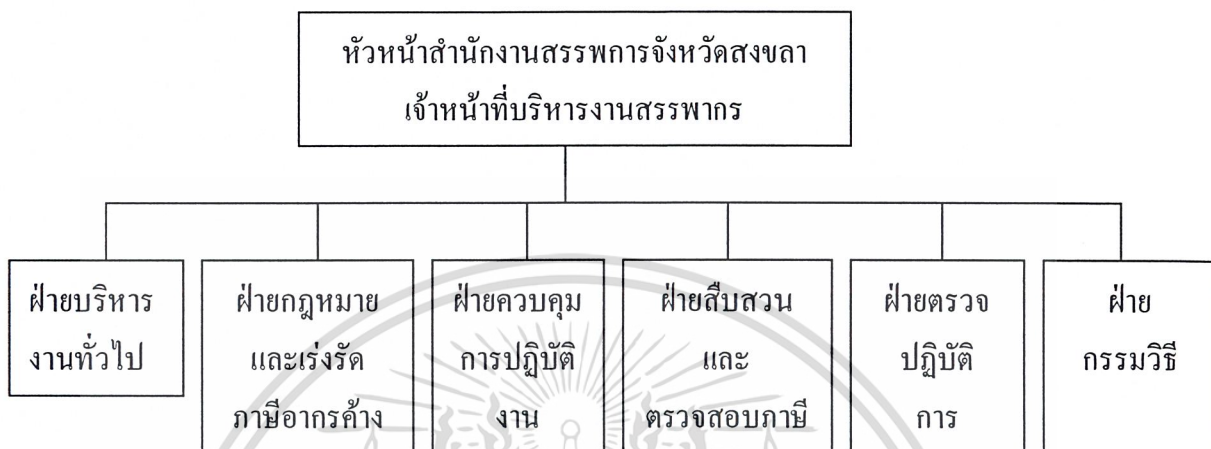 หัวหน้าสำนักงานสรรพการจังหวัดสงขลา
เจ้าหน้าที่บริหารงานสรรพากร
ฝ่ายบริหาร
งานทั่วไป
ฝ่ายกฎหมาย
และเร่งรัด
ภาษีอากรค้าง
ฝ่ายควบคุม
การปฏิบัติ
งาน
ฝ่ายสืบสวน
และ
ตรวจสอบภาษี
ฝ่ายตรวจ
ปฏิบัติ
การ
ฝ่าย
กรรมวิธี